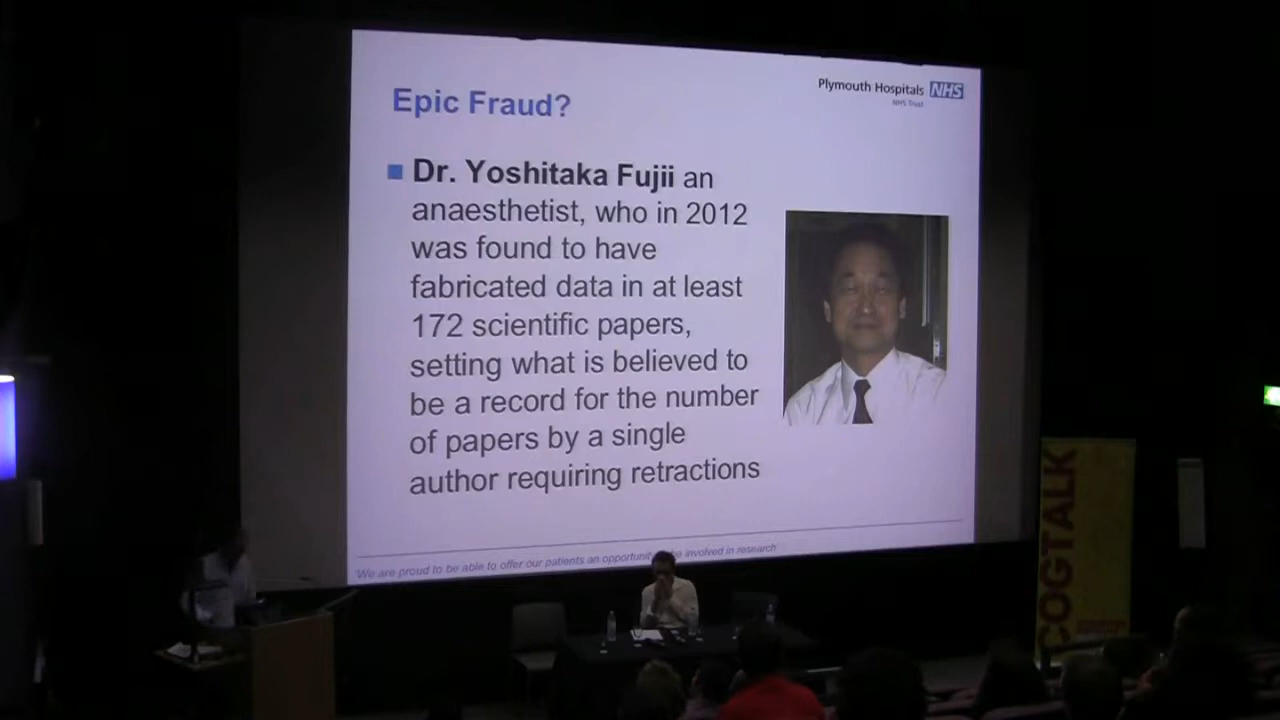 Plymouth Hospitals NHS
NHS Trust
Epic Fraud?
Dr. Yoshitaka Fujii an
anaesthetist, who in 2012
was found to have
fabricated data in at least
172 scientific papers,
setting what is believed to
be a record for the number
of papers by a single
author requiring retractions
'We are proud to be able to offer our patients an opportunity be involved in research
COGTALK